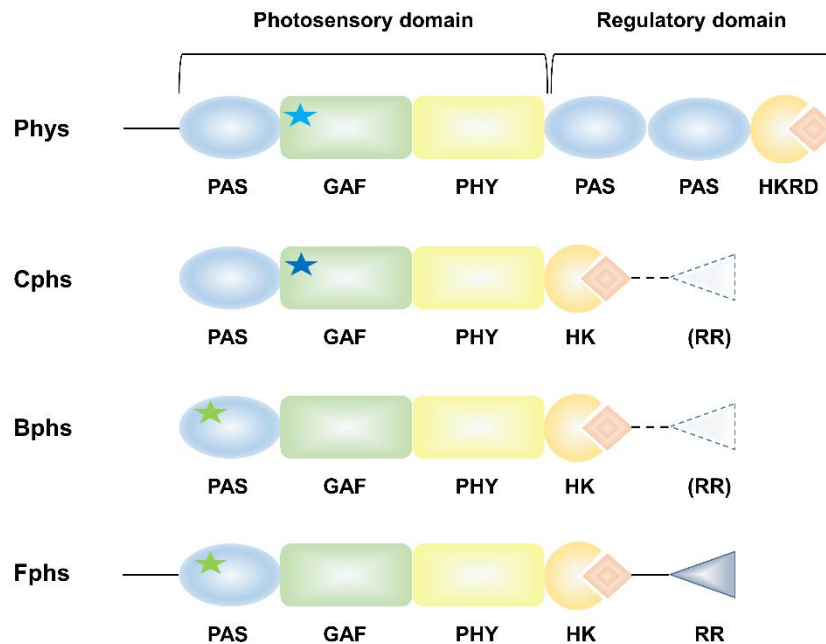 Photosensory domain Regulatory domain
Phys
PAS GAF PHY PAS PAS HKRD
Cphs
PAS GAF PHY HK (RR)
Bphs
PAS GAF PHY HK (RR)
Fphs
PAS GAF PHY HK RR